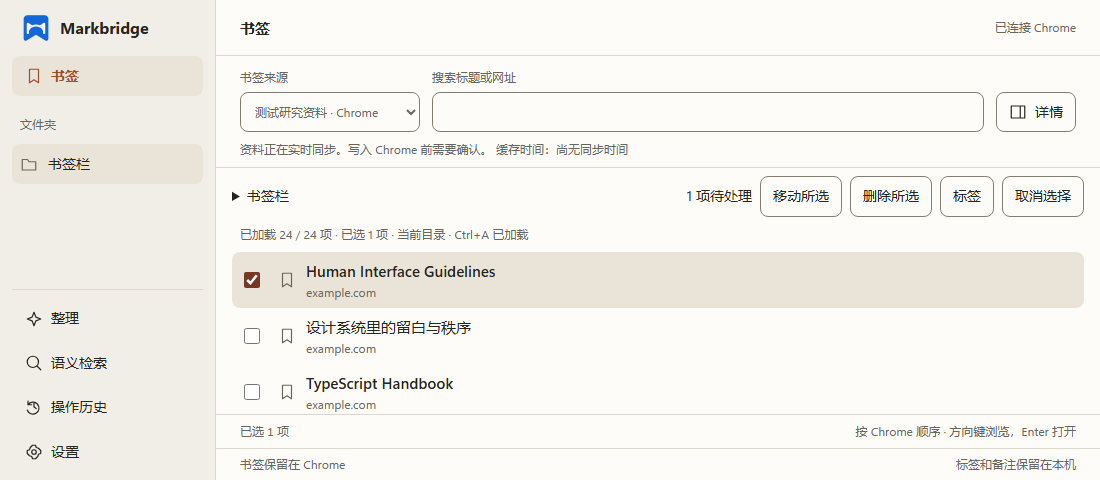 Markbridge
书签
文件夹
书签栏
整理
语义检索
操作历史
设置
书签
已连接 Chrome
书签来源
搜索标题或网址
测试研究资料 · Chrome
详情
资料正在实时同步。写入 Chrome 前需要确认。 缓存时间：尚无同步时间
书签栏
1 项待处理
移动所选
删除所选
标签
取消选择
已加载 24 / 24 项 · 已选 1 项 · 当前目录 · Ctrl+A 已加载
Human Interface Guidelines
example.com
设计系统里的留白与秩序
example.com
TypeScript Handbook
example.com
已选 1 项
按 Chrome 顺序 · 方向键浏览，Enter 打开
书签保留在 Chrome
标签和备注保留在本机